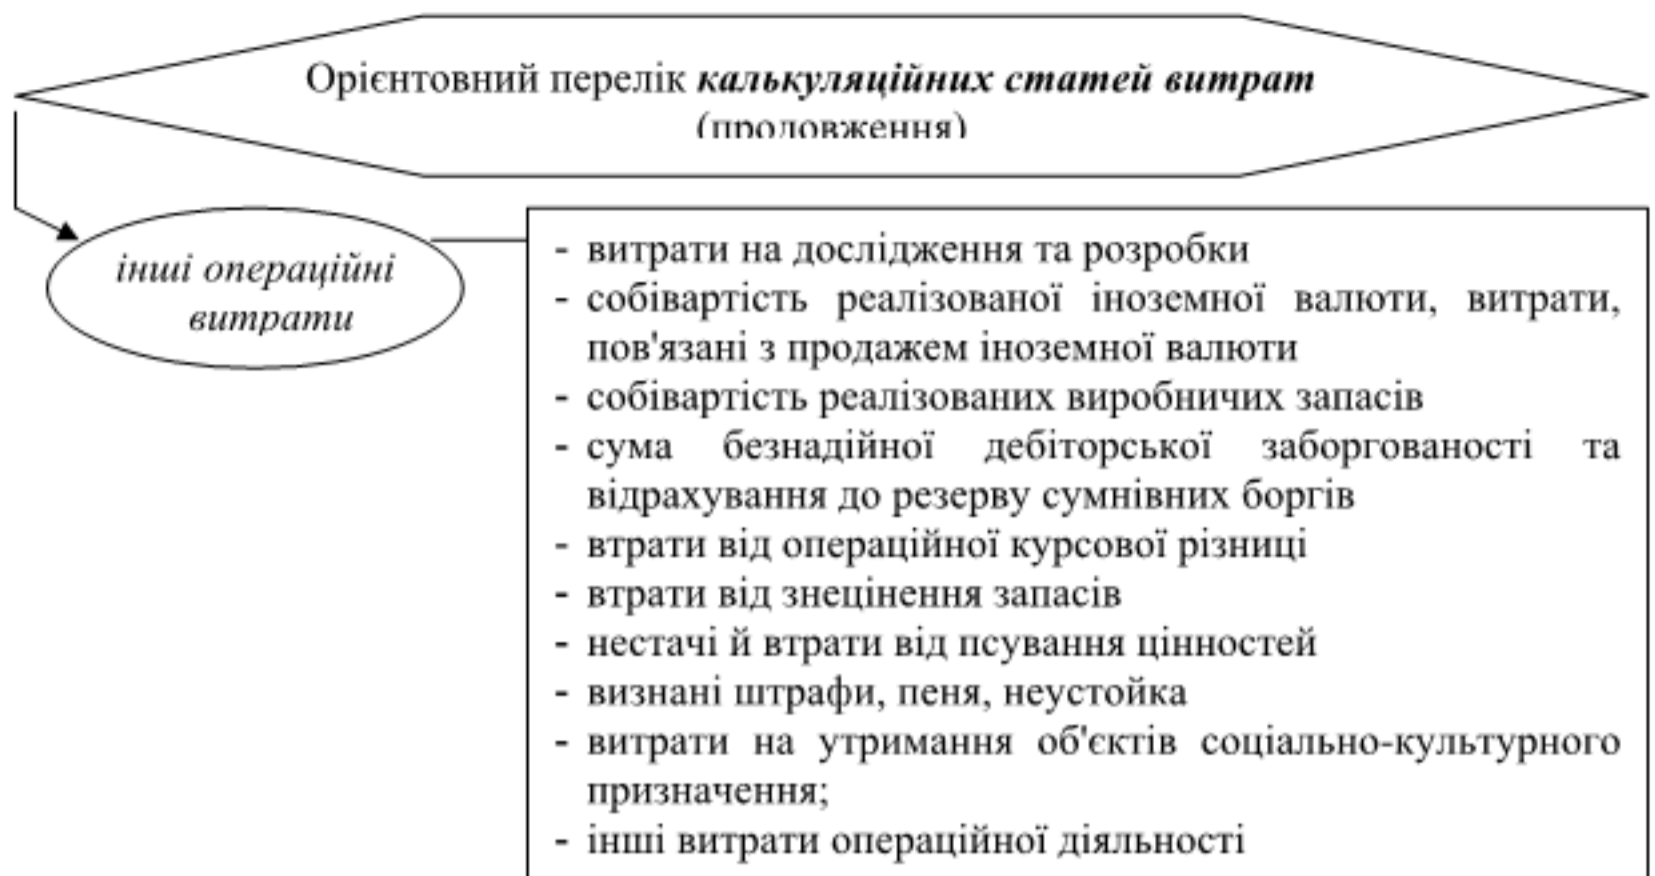 Орієнтовний перелік калькуляційних статей витрат
(продовження)
інші операційні
витрати
- витрати на дослідження та розробки
- собівартість реалізованої іноземної валюти, витрати,
пов'язані з продажем іноземної валюти
- собівартість реалізованих виробничих запасів
- сума безнадійної дебіторської заборгованості та
відрахування до резерву сумнівних боргів
- втрати від операційної курсової різниці
- втрати від знецінення запасів
- нестачі й втрати від псування цінностей
- визнані штрафи, пеня, неустойка
- витрати на утримання об'єктів соціально-культурного
призначення;
- інші витрати операційної діяльності